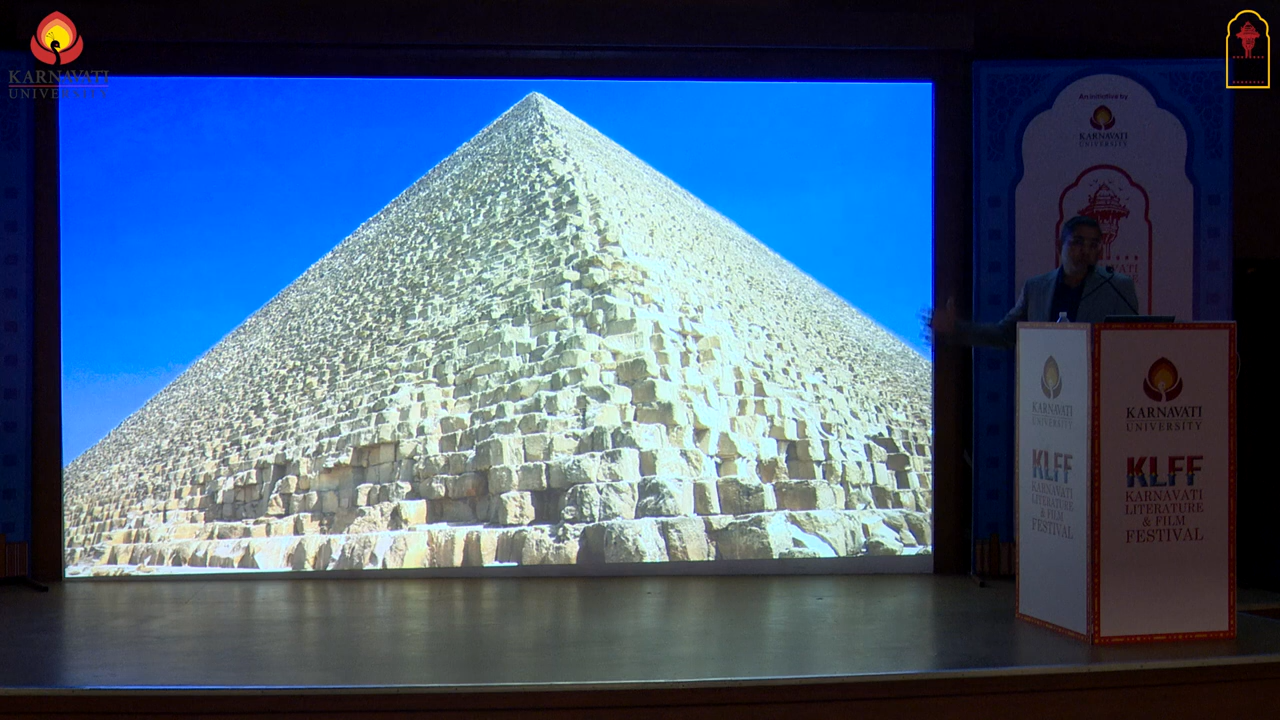 KARNAVATI
UNIVERSITY
An initiative by
KARNAVATI
UNIVERSITY
KARNAVATI
UNIVERSITY
KLFF
KARNAVATI
LITERATURE
& FILM
FESTIVAL
KARNAVATI
UNIVERSITY
KLFF
KARNAVATI
LITERATURE
& FILM
FESTIVAL